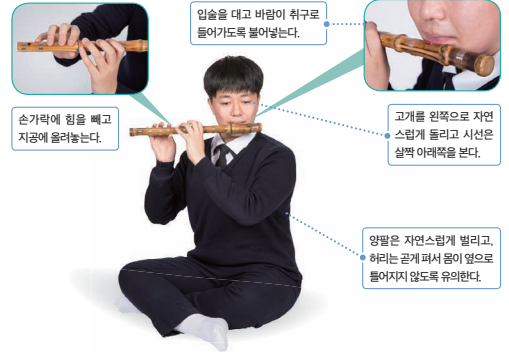 입술을 대고 바람이 취구로
들어가도록 불어넣는다.
손가락에 힘을 빼고
지공에 올려놓는다.
고개를 왼쪽으로 자연
스럽게 돌리고 시선은
살짝 아래쪽을 본다.
양팔은 자연스럽게 벌리고,
허리는 곧게 펴서 몸이 옆으로
틀어지지 않도록 유의한다.